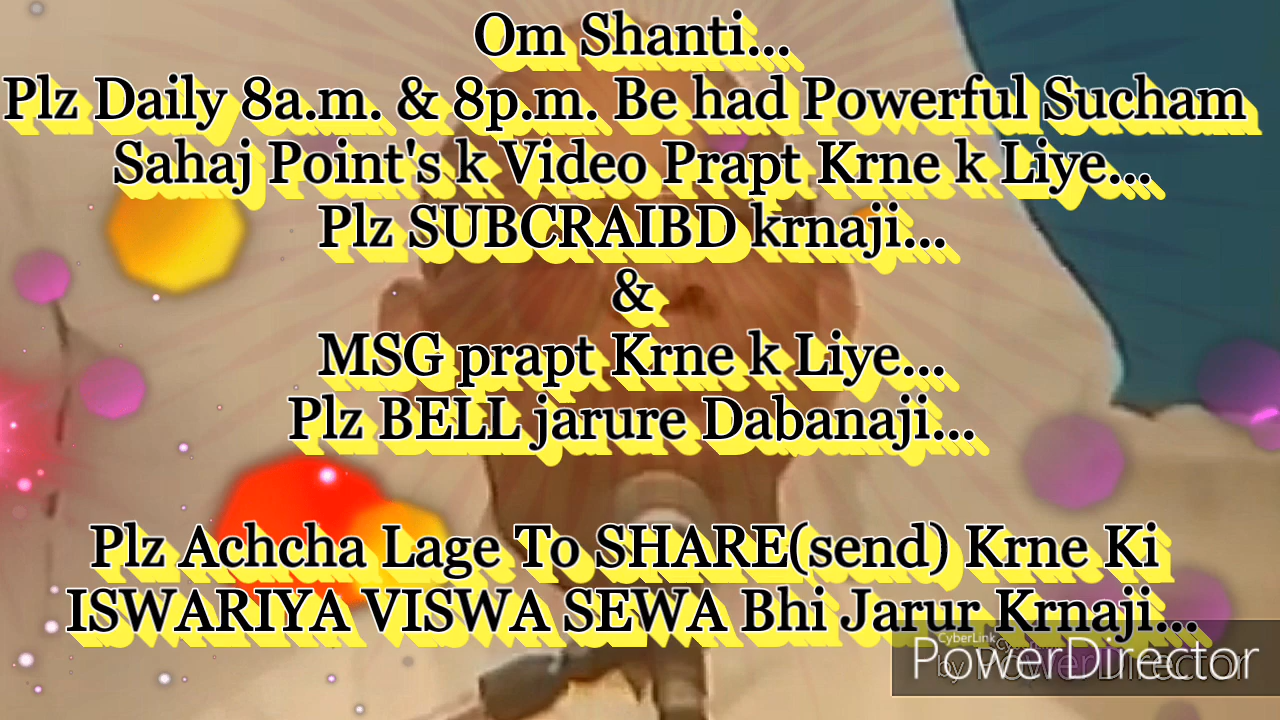 Om Shanti...
Plz Daily 8a.m. & 8p.m. Be had Powerful Sucham
Sahaj Point's k Video Prapt Krne k Liye...
Plz SUBCRAIBD krnaji...
&
MSG prapt Krne k Liye...
Plz BELL jarure Dabanaji...
Plz Achcha Lage To SHARE(send) Krne Ki
ISWARIYA VISWA SEWA Bhi Jarur Krnaji...
CyberLink
by PowerDirector